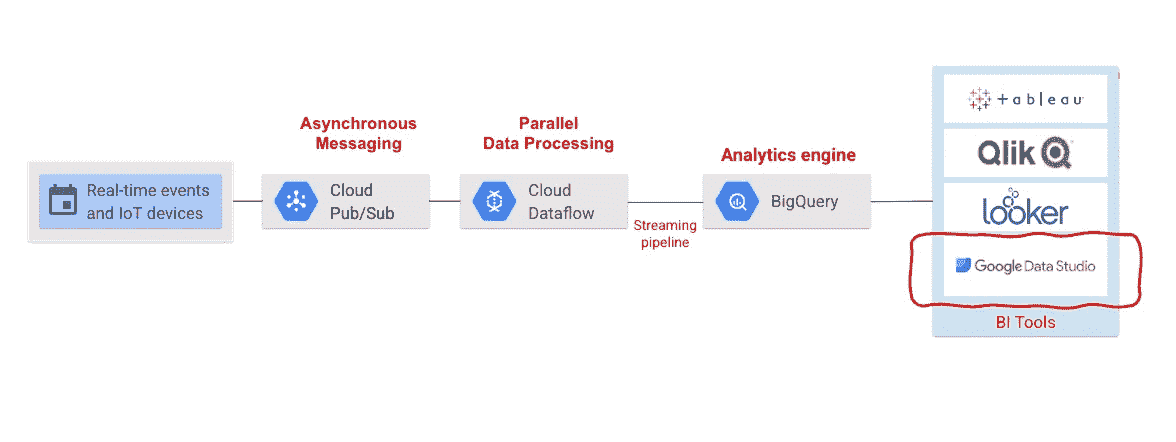 Real-time events
and IoT devices
Asynchronous
Messaging
Cloud
Pub/Sub
Parallel
Data Processing
Cloud
Dataflow
Streaming
pipeline
Analytics engine
BigQuery
+ a b l e a u
Qlik
looker
Google Data Studio
BI Tools